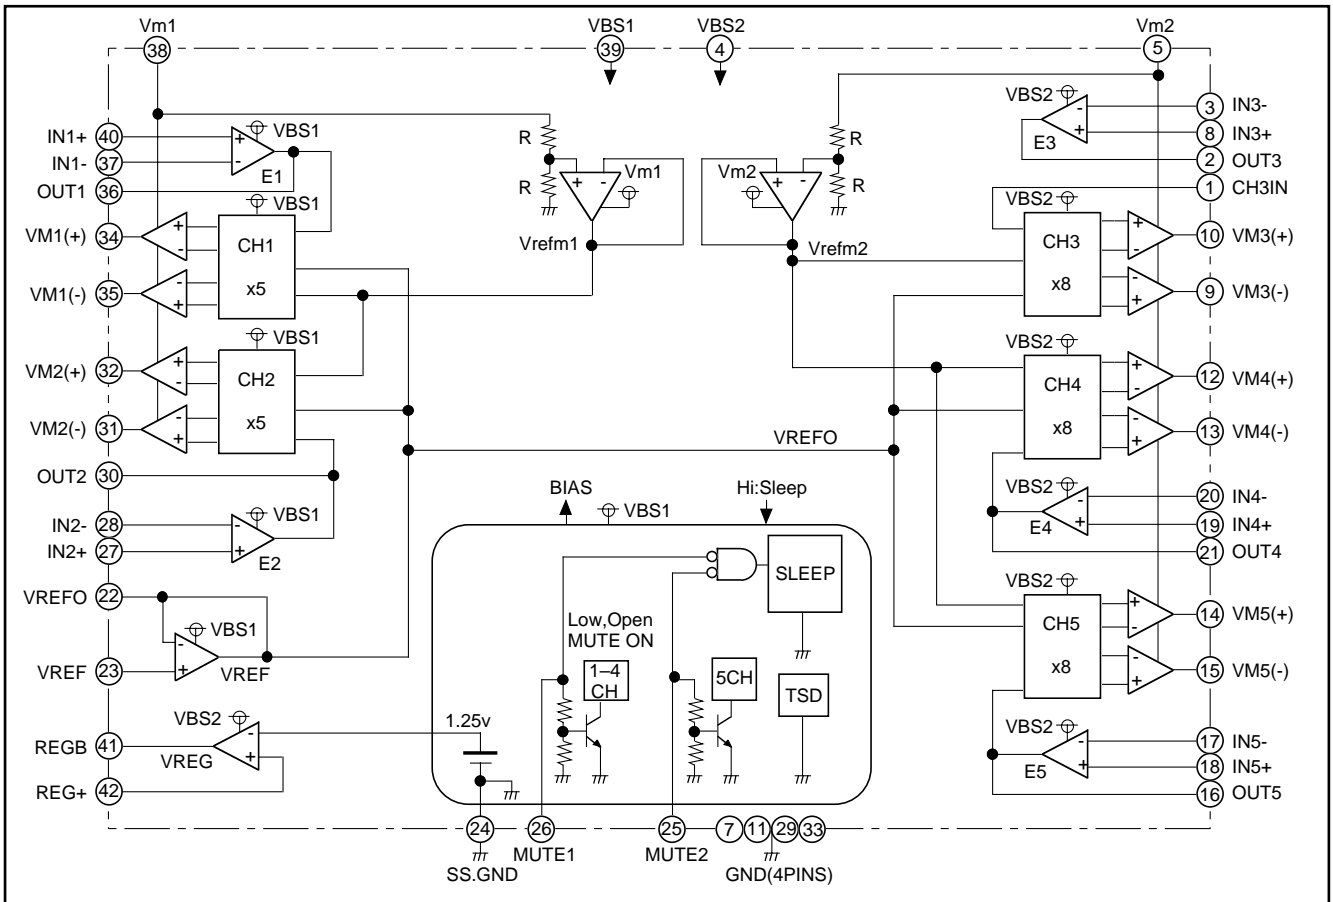 Vm1
VBS1
VBS2
Vm2
38
39
4
5
IN1+ 40
+
VBS1
IN1- 37
-
E1
OUT1 36
R
R
+ -
Vm1
Vrefm1
Vm2
+ -
R
R
Vrefm2
VBS2
-
+
E3
3 IN3-
8 IN3+
2 OUT3
1 CH3IN
VBS1
VM1(+) 34
+
-
CH1
x5
VM1(-) 35
-
+
VBS1
VM2(+) 32
+
-
CH2
x5
VM2(-) 31
-
+
OUT2 30
IN2- 28
-
VBS1
IN2+ 27
+
E2
VREFO 22
VBS1
-
+
VREF 23
VREF
VBS2
REGB 41
-
+
VREG
REG+ 42
VBS2
CH3
x8
+
-
10 VM3(+)
-
+
9 VM3(-)
VBS2
CH4
x8
+
-
12 VM4(+)
-
+
13 VM4(-)
VREFO
VBS2
-
+
E4
20 IN4-
19 IN4+
21 OUT4
VBS2
CH5
x8
+
-
14 VM5(+)
-
+
15 VM5(-)
VBS2
-
+
E5
17 IN5-
18 IN5+
16 OUT5
BIAS
VBS1
Hi:Sleep
SLEEP
Low,Open
MUTE ON
1–4
CH
5CH
TSD
1.25v
24
26
25
7
11
29
33
SS.GND
MUTE1
MUTE2
GND(4PINS)